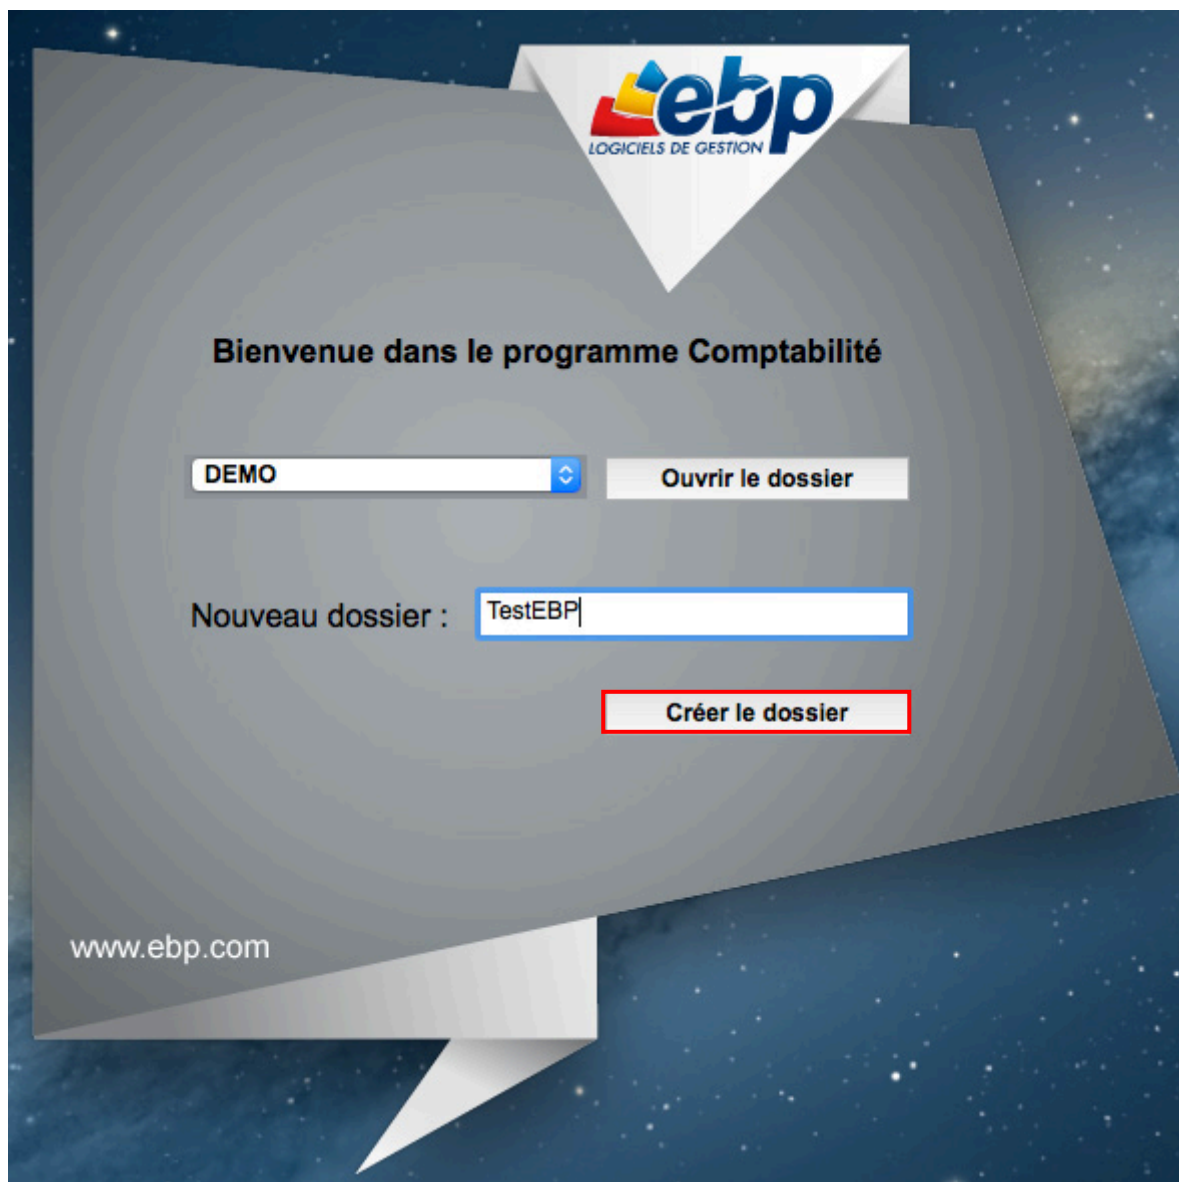 ebp
LOGICIELS DE GESTION
Bienvenue dans le programme Comptabilité
DEMO
Ouvrir le dossier
Nouveau dossier :
TestEBP
Créer le dossier
www.ebp.com